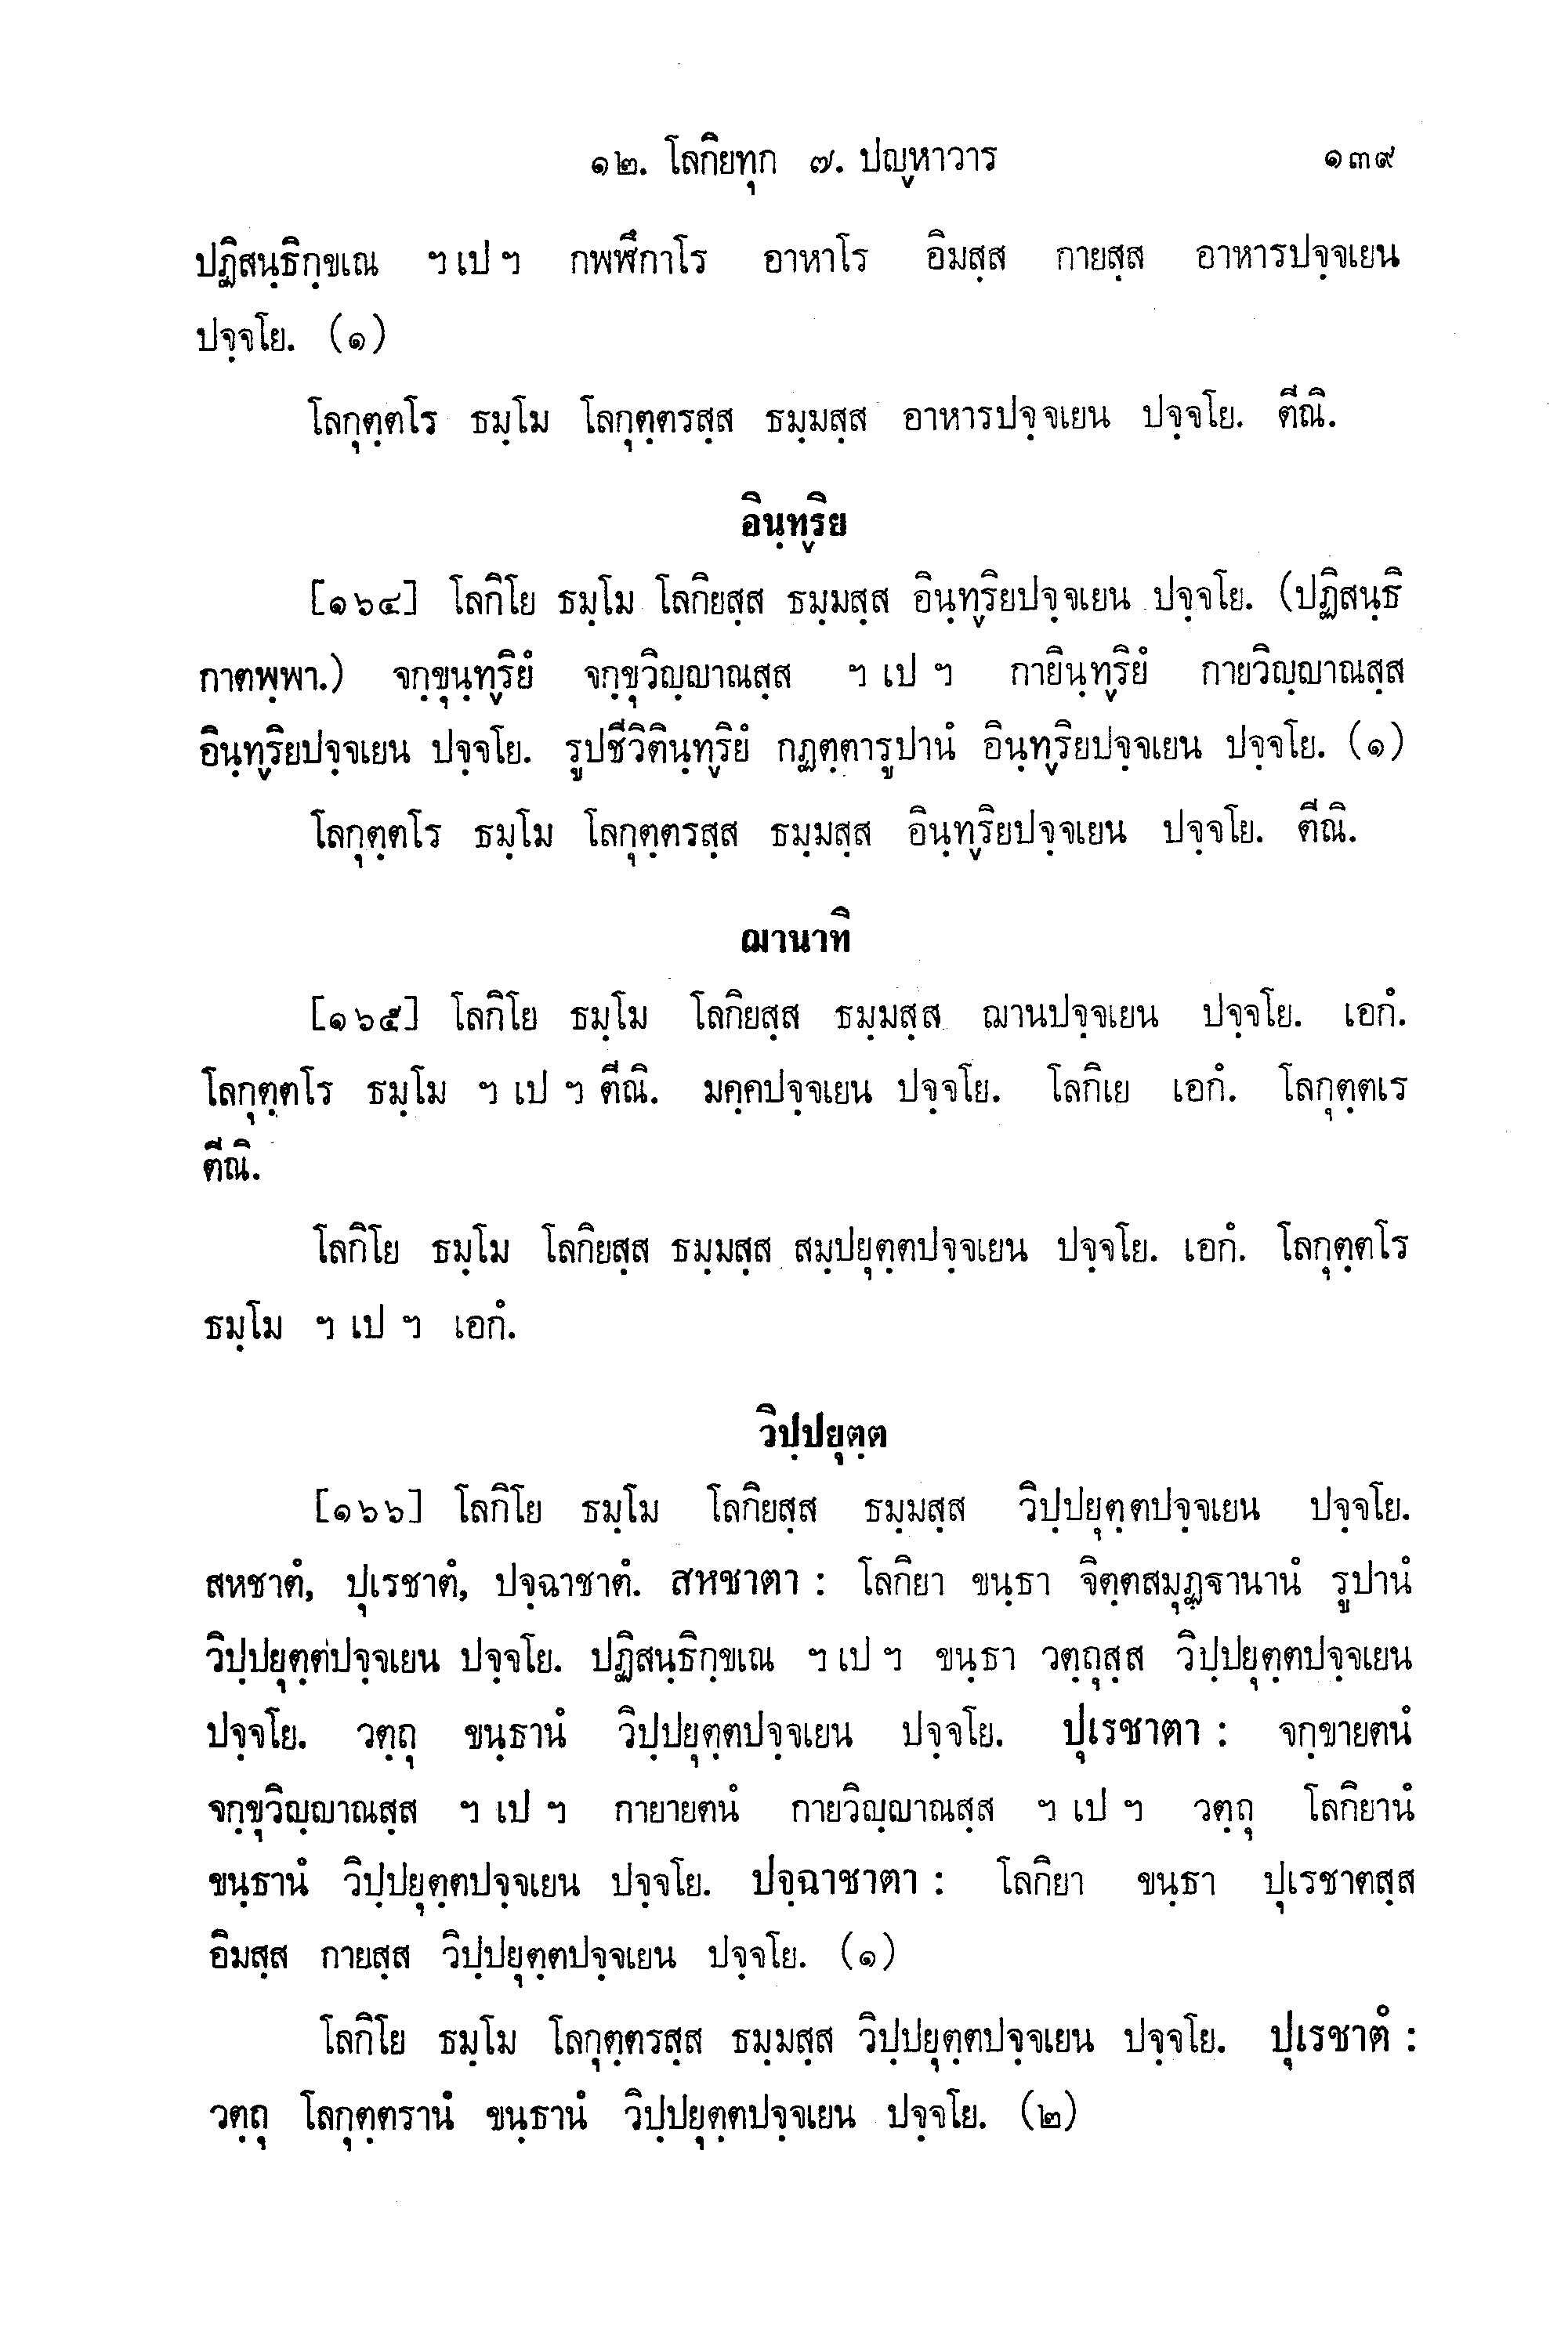 ๑๒. โลกิยทุก ๗. ปญฺหาวาร ๑๓๙
ปฏิสนฺธิกฺขเณ ฯ เป ฯ กพฬีกาโร อาหาโร อิมสฺส กายสฺส อาหารปจฺจเยน
ปจฺจโย. (๑)
โลกุตฺตโร ธมฺโม โลกุตฺตรสฺส ธมฺมสฺส อาหารปจฺจเยน ปจฺจโย. ตีณิ.
อินฺทฺริย
[๑๖๔] โลกิโย ธมฺโม โลกิยสฺส ธมฺมสฺส อินฺทฺริยปจฺจเยน ปจฺจโย. (ปฏิสนฺธิ
กาตพฺพา.) จกฺขุนฺทฺริยํ จกฺขุวิญฺญาณสฺส ฯ เป ฯ กายินฺทฺริยํ กายวิญฺญาณสฺส
อินฺทฺริยปจฺจเยน ปจฺจโย. รูปชีวิตินฺทฺริยํ กฏตฺตารูปานํ อินฺทฺริยปจฺจเยน ปจฺจโย. (๑)
โลกุตฺตโร ธมฺโม โลกุตฺตรสฺส ธมฺมสฺส อินฺทฺริยปจฺจเยน ปจฺจโย. ตีณิ.
ฌานาทิ
[๑๖๕] โลกิโย ธมฺโม โลกิยสฺส ธมฺมสฺส ฌานปจฺจเยน ปจฺจโย. เอกํ.
โลกุตฺตโร ธมฺโม ฯ เป ฯ ตีณิ. มคฺคปจฺจเยน ปจฺจโย. โลกิเย เอกํ. โลกุตฺตเร
ตีณิ.
โลกิโย ธมฺโม โลกิยสฺส ธมฺมสฺส สมฺปยุตฺตปจฺจเยน ปจฺจโย. เอกํ. โลกุตฺตโร
ธมฺโม ฯ เป ฯ เอกํ.
วิปฺปยุตฺต
[๑๖๖] โลกิโย ธมฺโม โลกิยสฺส ธมฺมสฺส วิปฺปยุตฺตปจฺจเยน ปจฺจโย.
สหชาตํ, ปุเรชาตํ, ปจฺฉาชาตํ. สหชาตา : โลกิยา ขนฺธา จิตฺตสมุฏฺฐานานํ รูปานํ
วิปฺปยุตฺตปจฺจเยน ปจฺจโย. ปฏิสนฺธิกฺขเณ ฯ เป ฯ ขนฺธา วตฺถุสฺส วิปฺปยุตฺตปจฺจเยน
ปจฺจโย. วตฺถุ ขนฺธานํ วิปฺปยุตฺตปจฺจเยน ปจฺจโย. ปุเรชาตา : จกฺขายตนํ
จกฺขุวิญฺญาณสฺส ฯ เป ฯ กายายตนํ กายวิญฺญาณสฺส ฯ เป ฯ วตฺถุ โลกิยานํ
ขนฺธานํ วิปฺปยุตฺตปจฺจเยน ปจฺจโย. ปจฺฉาชาตา : โลกิยา ขนฺธา ปุเรชาตสฺส
อิมสฺส กายสฺส วิปฺปยุตฺตปจฺจเยน ปจฺจโย. (๑)
โลกิโย ธมฺโม โลกุตฺตรสฺส ธมฺมสฺส วิปฺปยุตฺตปจฺจเยน ปจฺจโย. ปุเรชาตํ :
วตฺถุ โลกุตฺตรานํ ขนฺธานํ วิปฺปยุตฺตปจฺจเยน ปจฺจโย. (๒)